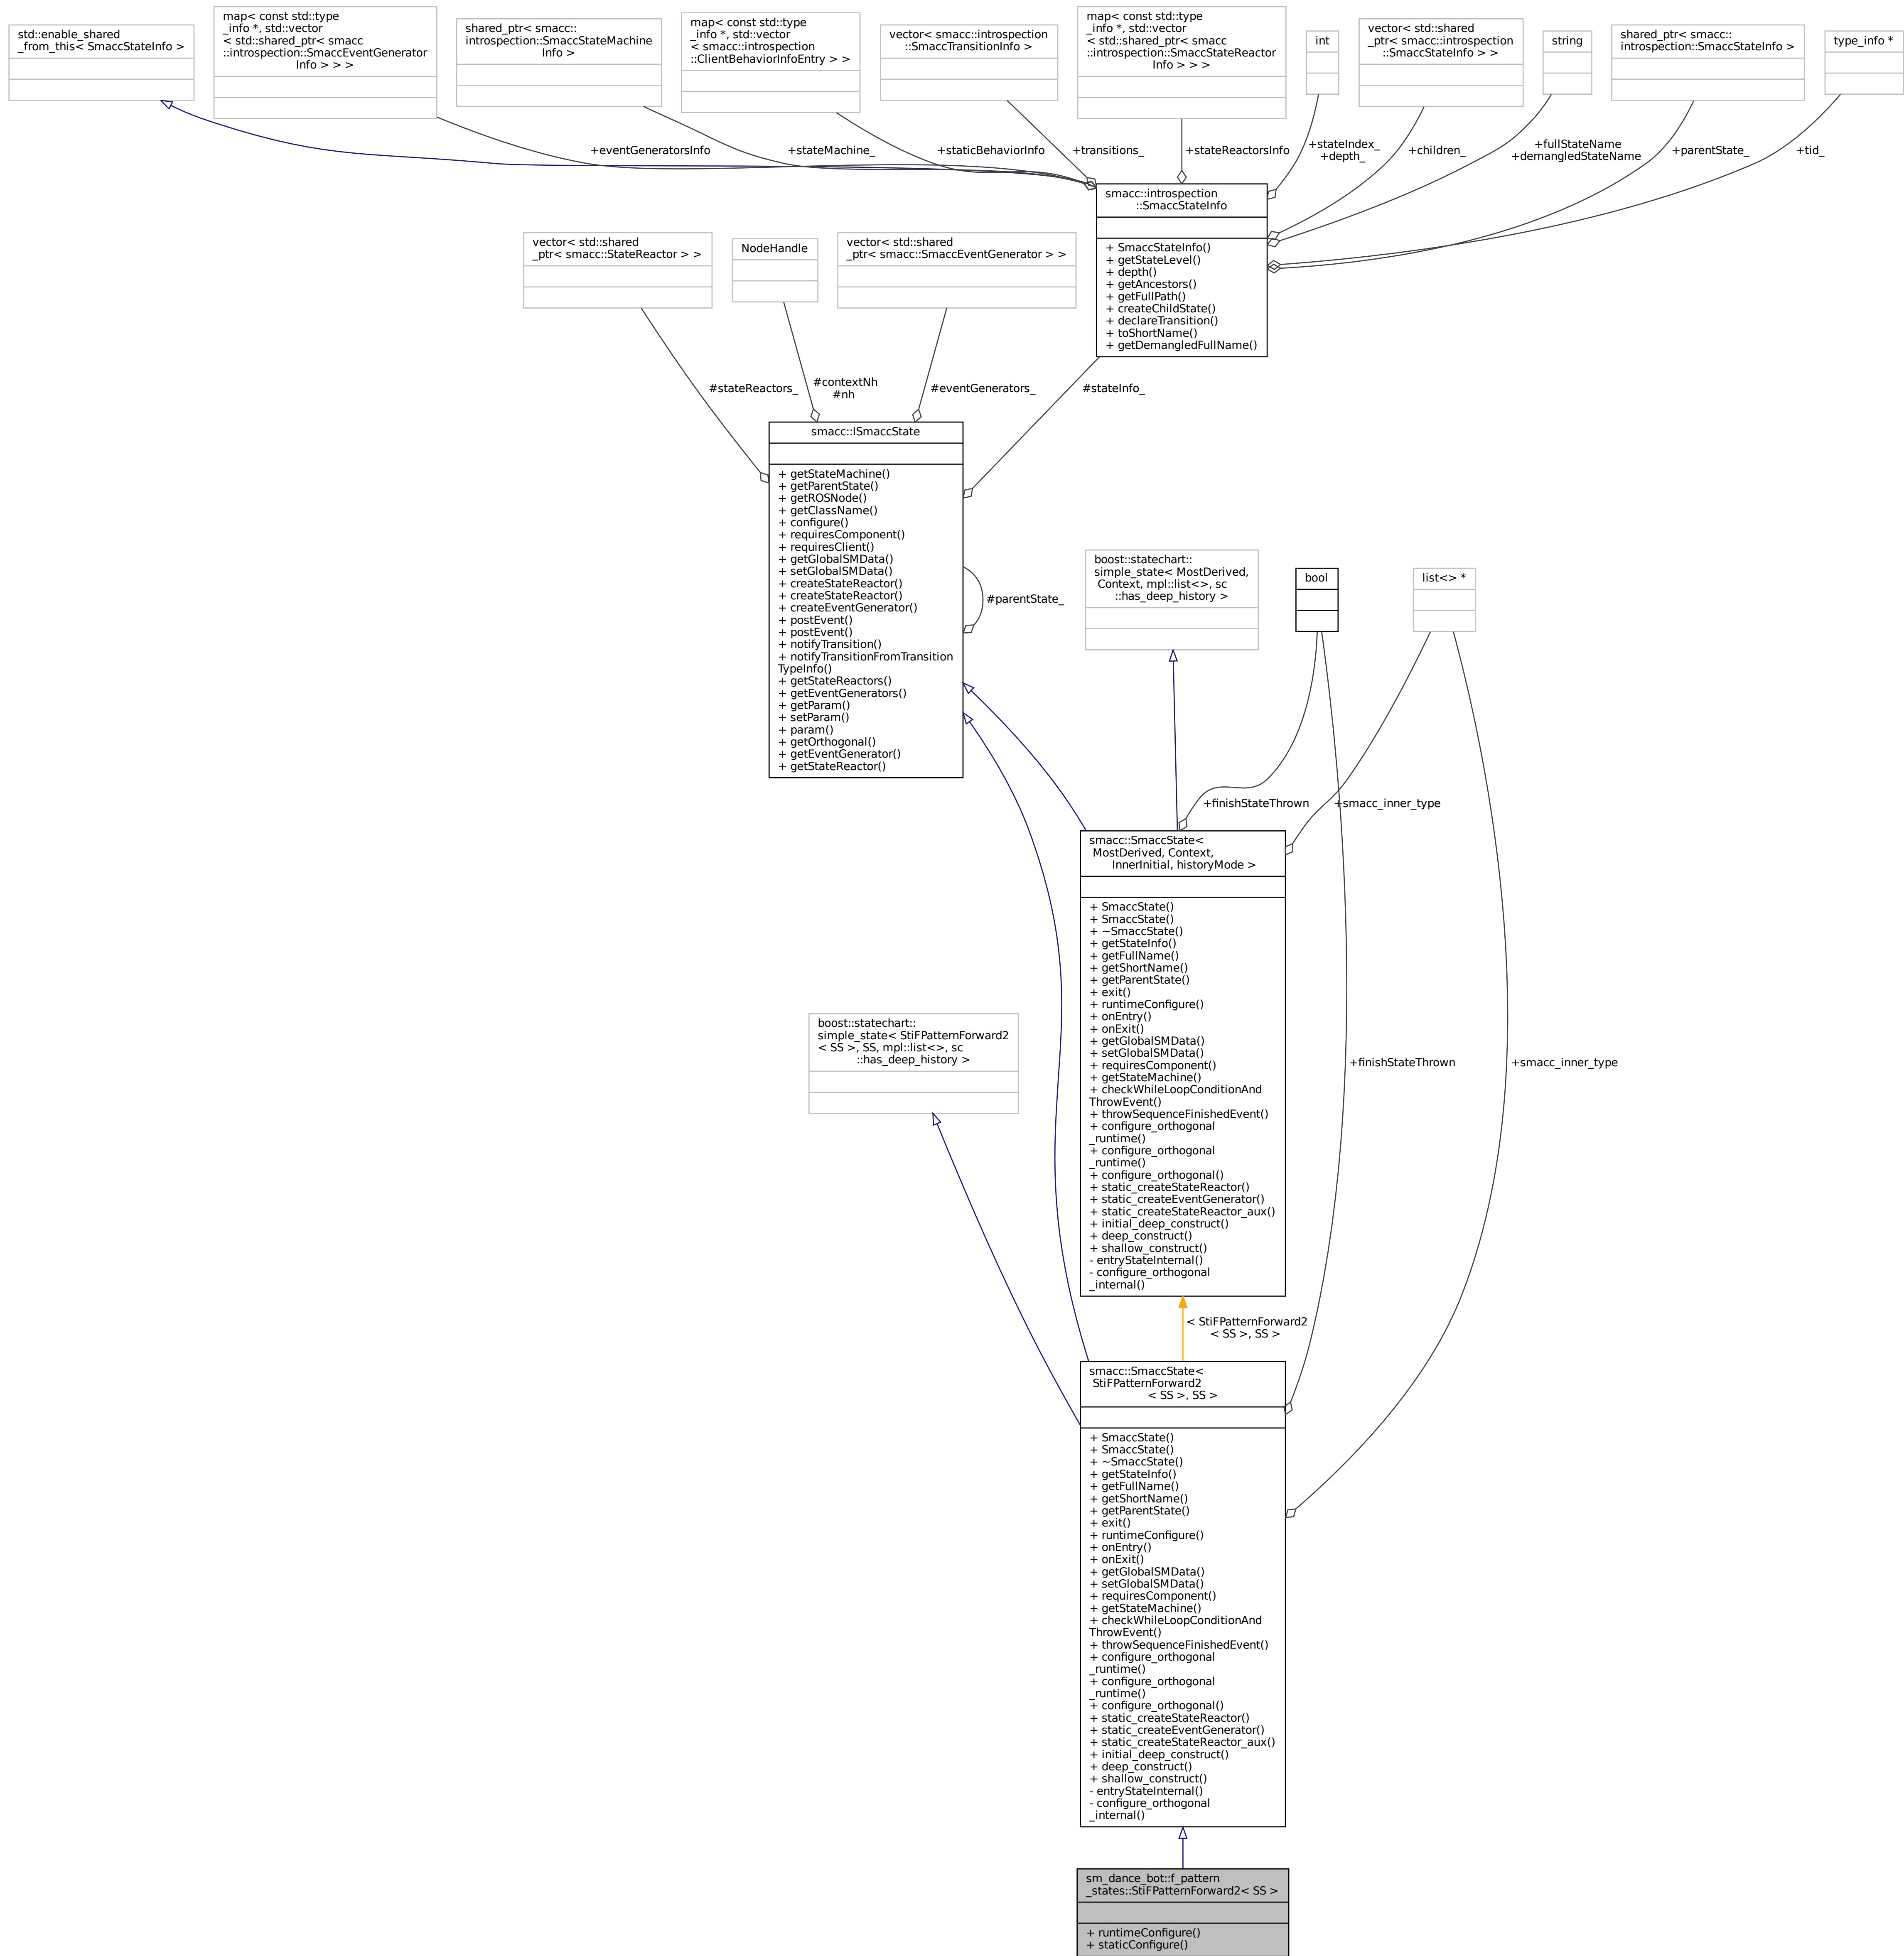 std::enable_shared
_from_this< SmaccStateInfo >
map< const std::type
_info *, std::vector
< std::shared_ptr< smacc
::introspection::SmaccEventGenerator
Info > > >
shared_ptr< smacc::
introspection::SmaccStateMachine
Info >
map< const std::type
_info *, std::vector
< smacc::introspection
::ClientBehaviorInfoEntry > >
vector< smacc::introspection
::SmaccTransitionInfo >
map< const std::type
_info *, std::vector
< std::shared_ptr< smacc
::introspection::SmaccStateReactor
Info > > >
int
vector< std::shared
_ptr< smacc::introspection
::SmaccStateInfo > >
string
shared_ptr< smacc::
introspection::SmaccStateInfo >
type_info *
+eventGeneratorsInfo
+stateMachine_
+staticBehaviorInfo
+transitions_
+stateReactorsInfo
+stateIndex_
+depth_
+children_
+fullStateName
+demangledStateName
+parentState_
+tid_
smacc::introspection
::SmaccStateInfo
+ SmaccStateInfo()
+ getStateLevel()
+ depth()
+ getAncestors()
+ getFullPath()
+ createChildState()
+ declareTransition()
+ toShortName()
+ getDemangledFullName()
vector< std::shared
_ptr< smacc::StateReactor > >
NodeHandle
vector< std::shared
_ptr< smacc::SmaccEventGenerator > >
#stateReactors_
#contextNh
#nh
#eventGenerators_
#stateInfo_
smacc::ISmaccState
+ getStateMachine()
+ getParentState()
+ getROSNode()
+ getClassName()
+ configure()
+ requiresComponent()
+ requiresClient()
+ getGlobalSMData()
+ setGlobalSMData()
+ createStateReactor()
+ createStateReactor()
+ createEventGenerator()
+ postEvent()
+ postEvent()
+ notifyTransition()
+ notifyTransitionFromTransition
TypeInfo()
+ getStateReactors()
+ getEventGenerators()
+ getParam()
+ setParam()
+ param()
+ getOrthogonal()
+ getEventGenerator()
+ getStateReactor()
#parentState_
boost::statechart::
simple_state< MostDerived,
Context, mpl::list<>, sc
::has_deep_history >
bool
list<> *
+finishStateThrown
+smacc_inner_type
smacc::SmaccState<
MostDerived, Context,
InnerInitial, historyMode >
+ SmaccState()
+ SmaccState()
+ ~SmaccState()
+ getStateInfo()
+ getFullName()
+ getShortName()
+ getParentState()
+ exit()
+ runtimeConfigure()
+ onEntry()
+ onExit()
+ getGlobalSMData()
+ setGlobalSMData()
+ requiresComponent()
+ getStateMachine()
+ checkWhileLoopConditionAnd
ThrowEvent()
+ throwSequenceFinishedEvent()
+ configure_orthogonal
_runtime()
+ configure_orthogonal
_runtime()
+ configure_orthogonal()
+ static_createStateReactor()
+ static_createEventGenerator()
+ static_createStateReactor_aux()
+ initial_deep_construct()
+ deep_construct()
+ shallow_construct()
- entryStateInternal()
- configure_orthogonal
_internal()
boost::statechart::
simple_state< StiFPatternForward2
< SS >, SS, mpl::list<>, sc
::has_deep_history >
+finishStateThrown
+smacc_inner_type
< StiFPatternForward2
< SS >, SS >
smacc::SmaccState<
StiFPatternForward2
< SS >, SS >
+ SmaccState()
+ SmaccState()
+ ~SmaccState()
+ getStateInfo()
+ getFullName()
+ getShortName()
+ getParentState()
+ exit()
+ runtimeConfigure()
+ onEntry()
+ onExit()
+ getGlobalSMData()
+ setGlobalSMData()
+ requiresComponent()
+ getStateMachine()
+ checkWhileLoopConditionAnd
ThrowEvent()
+ throwSequenceFinishedEvent()
+ configure_orthogonal
_runtime()
+ configure_orthogonal
_runtime()
+ configure_orthogonal()
+ static_createStateReactor()
+ static_createEventGenerator()
+ static_createStateReactor_aux()
+ initial_deep_construct()
+ deep_construct()
+ shallow_construct()
- entryStateInternal()
- configure_orthogonal
_internal()
sm_dance_bot::f_pattern
_states::StiFPatternForward2< SS >
+ runtimeConfigure()
+ staticConfigure()